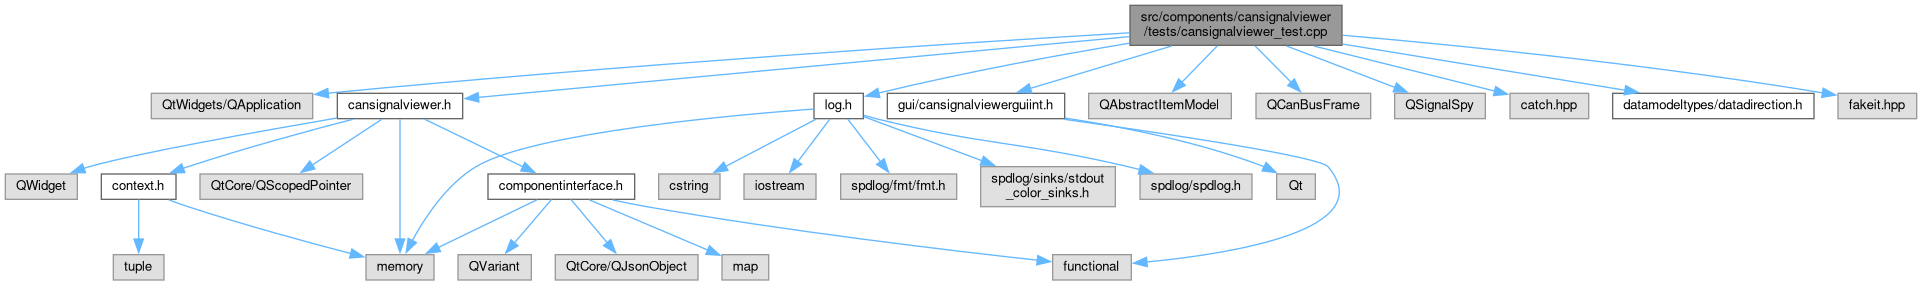 src/components/cansignalviewer
/tests/cansignalviewer_test.cpp
QtWidgets/QApplication
cansignalviewer.h
log.h
gui/cansignalviewerguiint.h
QAbstractItemModel
QCanBusFrame
QSignalSpy
catch.hpp
datamodeltypes/datadirection.h
fakeit.hpp
QWidget
context.h
QtCore/QScopedPointer
componentinterface.h
cstring
iostream
spdlog/fmt/fmt.h
spdlog/sinks/stdout
_color_sinks.h
spdlog/spdlog.h
Qt
tuple
memory
QVariant
QtCore/QJsonObject
map
functional